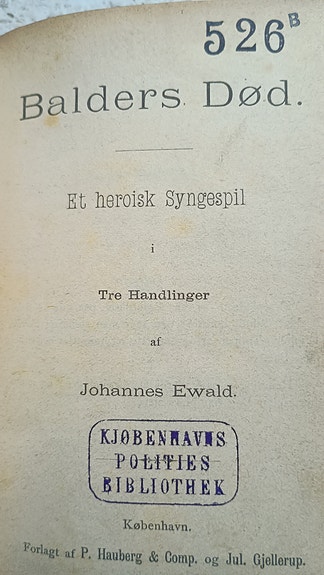 526B
Balders Død.
Et heroisk Syngespil
i
Tre Handlinger
af
Johannes Ewald.
KJØBENHAVNS
POLITIES
BIBLIOTHEK
København.
Forlagt af P. Hauberg & Comp. og Jul. Gjellerup.